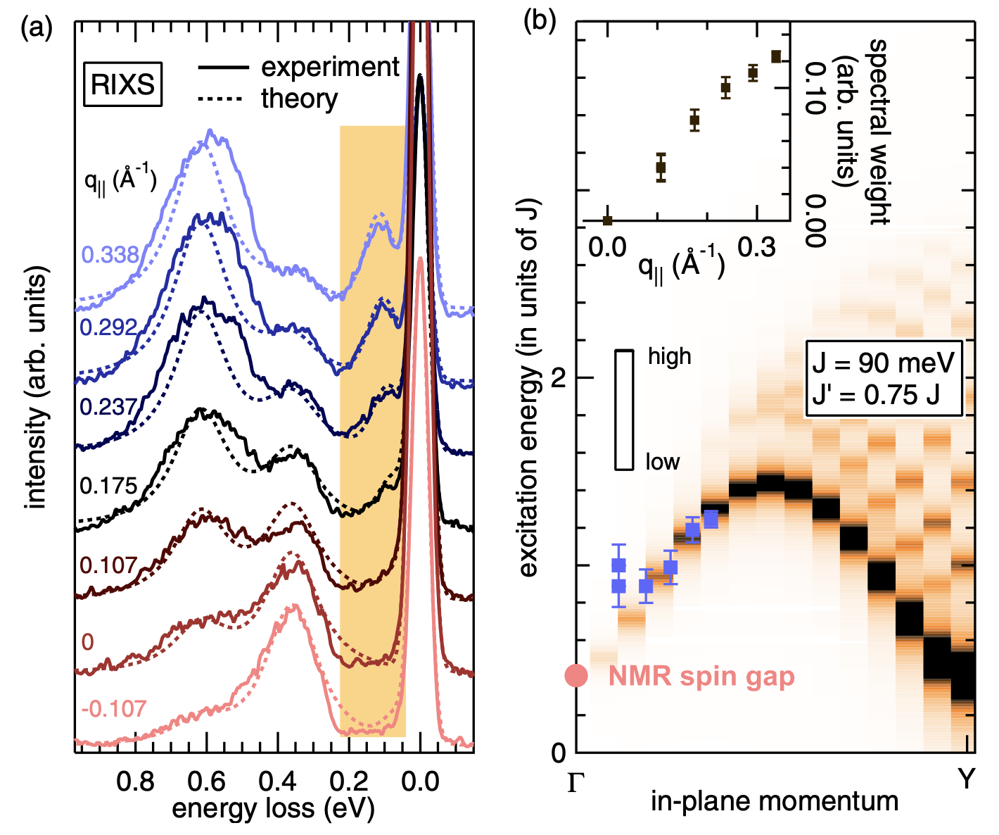 (a)
RIXS
experiment
theory
q|| (Å-1)
0.338
0.292
0.237
0.175
0.107
0
-0.107
intensity (arb. units)
0.8 0.6 0.4 0.2 0.0
energy loss (eV)
(b)
spectral weight
(arb. units)
0.10
0.00
0.0 0.3
q|| (Å-1)
high
low
J = 90 meV
J' = 0.75 J
excitation energy (in units of J)
2
NMR spin gap
0
Γ Y
in-plane momentum